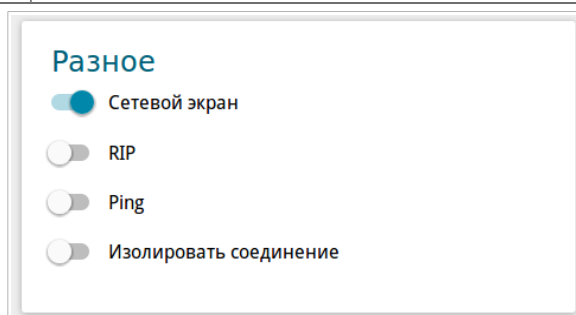 Разное
Сетевой экран
RIP
Ping
Изолировать соединение